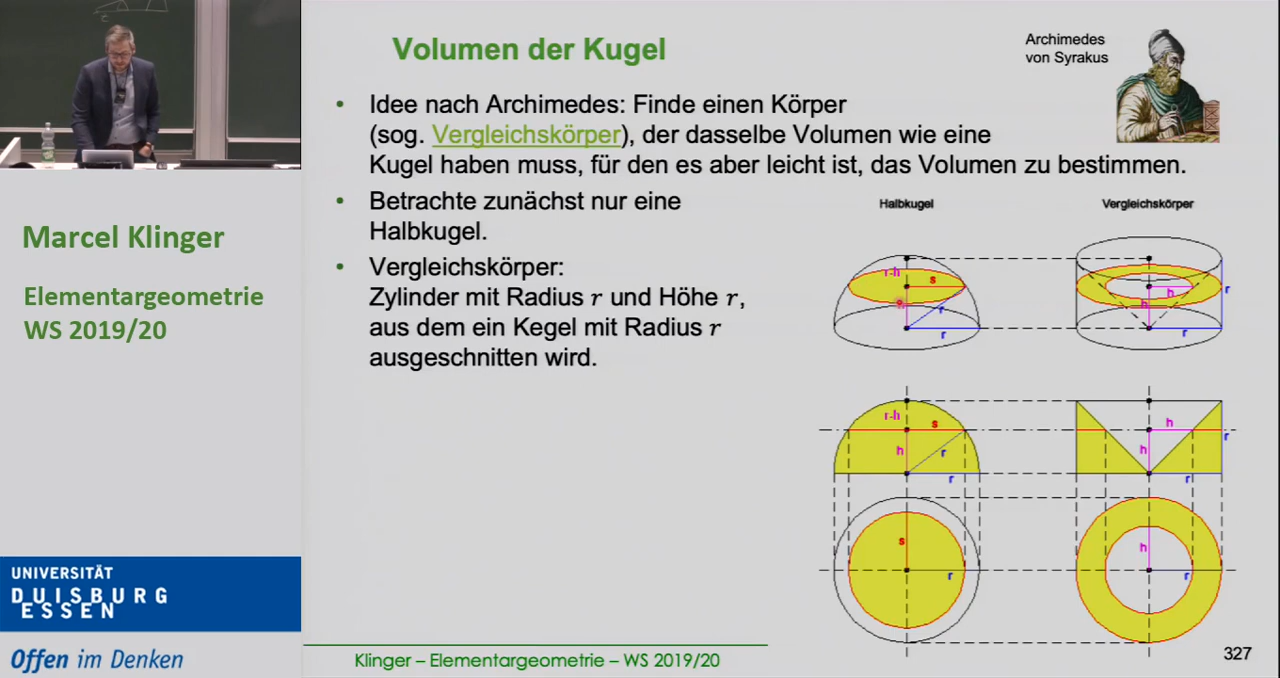 Volumen der Kugel
Archimedes
von Syrakus
• Idee nach Archimedes: Finde einen Körper
(sog. Vergleichskörper), der dasselbe Volumen wie eine
Kugel haben muss, für den es aber leicht ist, das Volumen zu bestimmen.
• Betrachte zunächst nur eine
Halbkugel.
• Vergleichskörper:
Zylinder mit Radius r und Höhe r,
aus dem ein Kegel mit Radius r
ausgeschnitten wird.
Halbkugel
Vergleichskörper
r-h
s
h
r
r
h
h
r
r
r-h
s
h
r
r
h
h
r
r
s
r
h
r
Marcel Klinger
Elementargeometrie
WS 2019/20
UNIVERSITÄT
DUISBURG
ESSEN
Offen im Denken
Klinger – Elementargeometrie – WS 2019/20
327